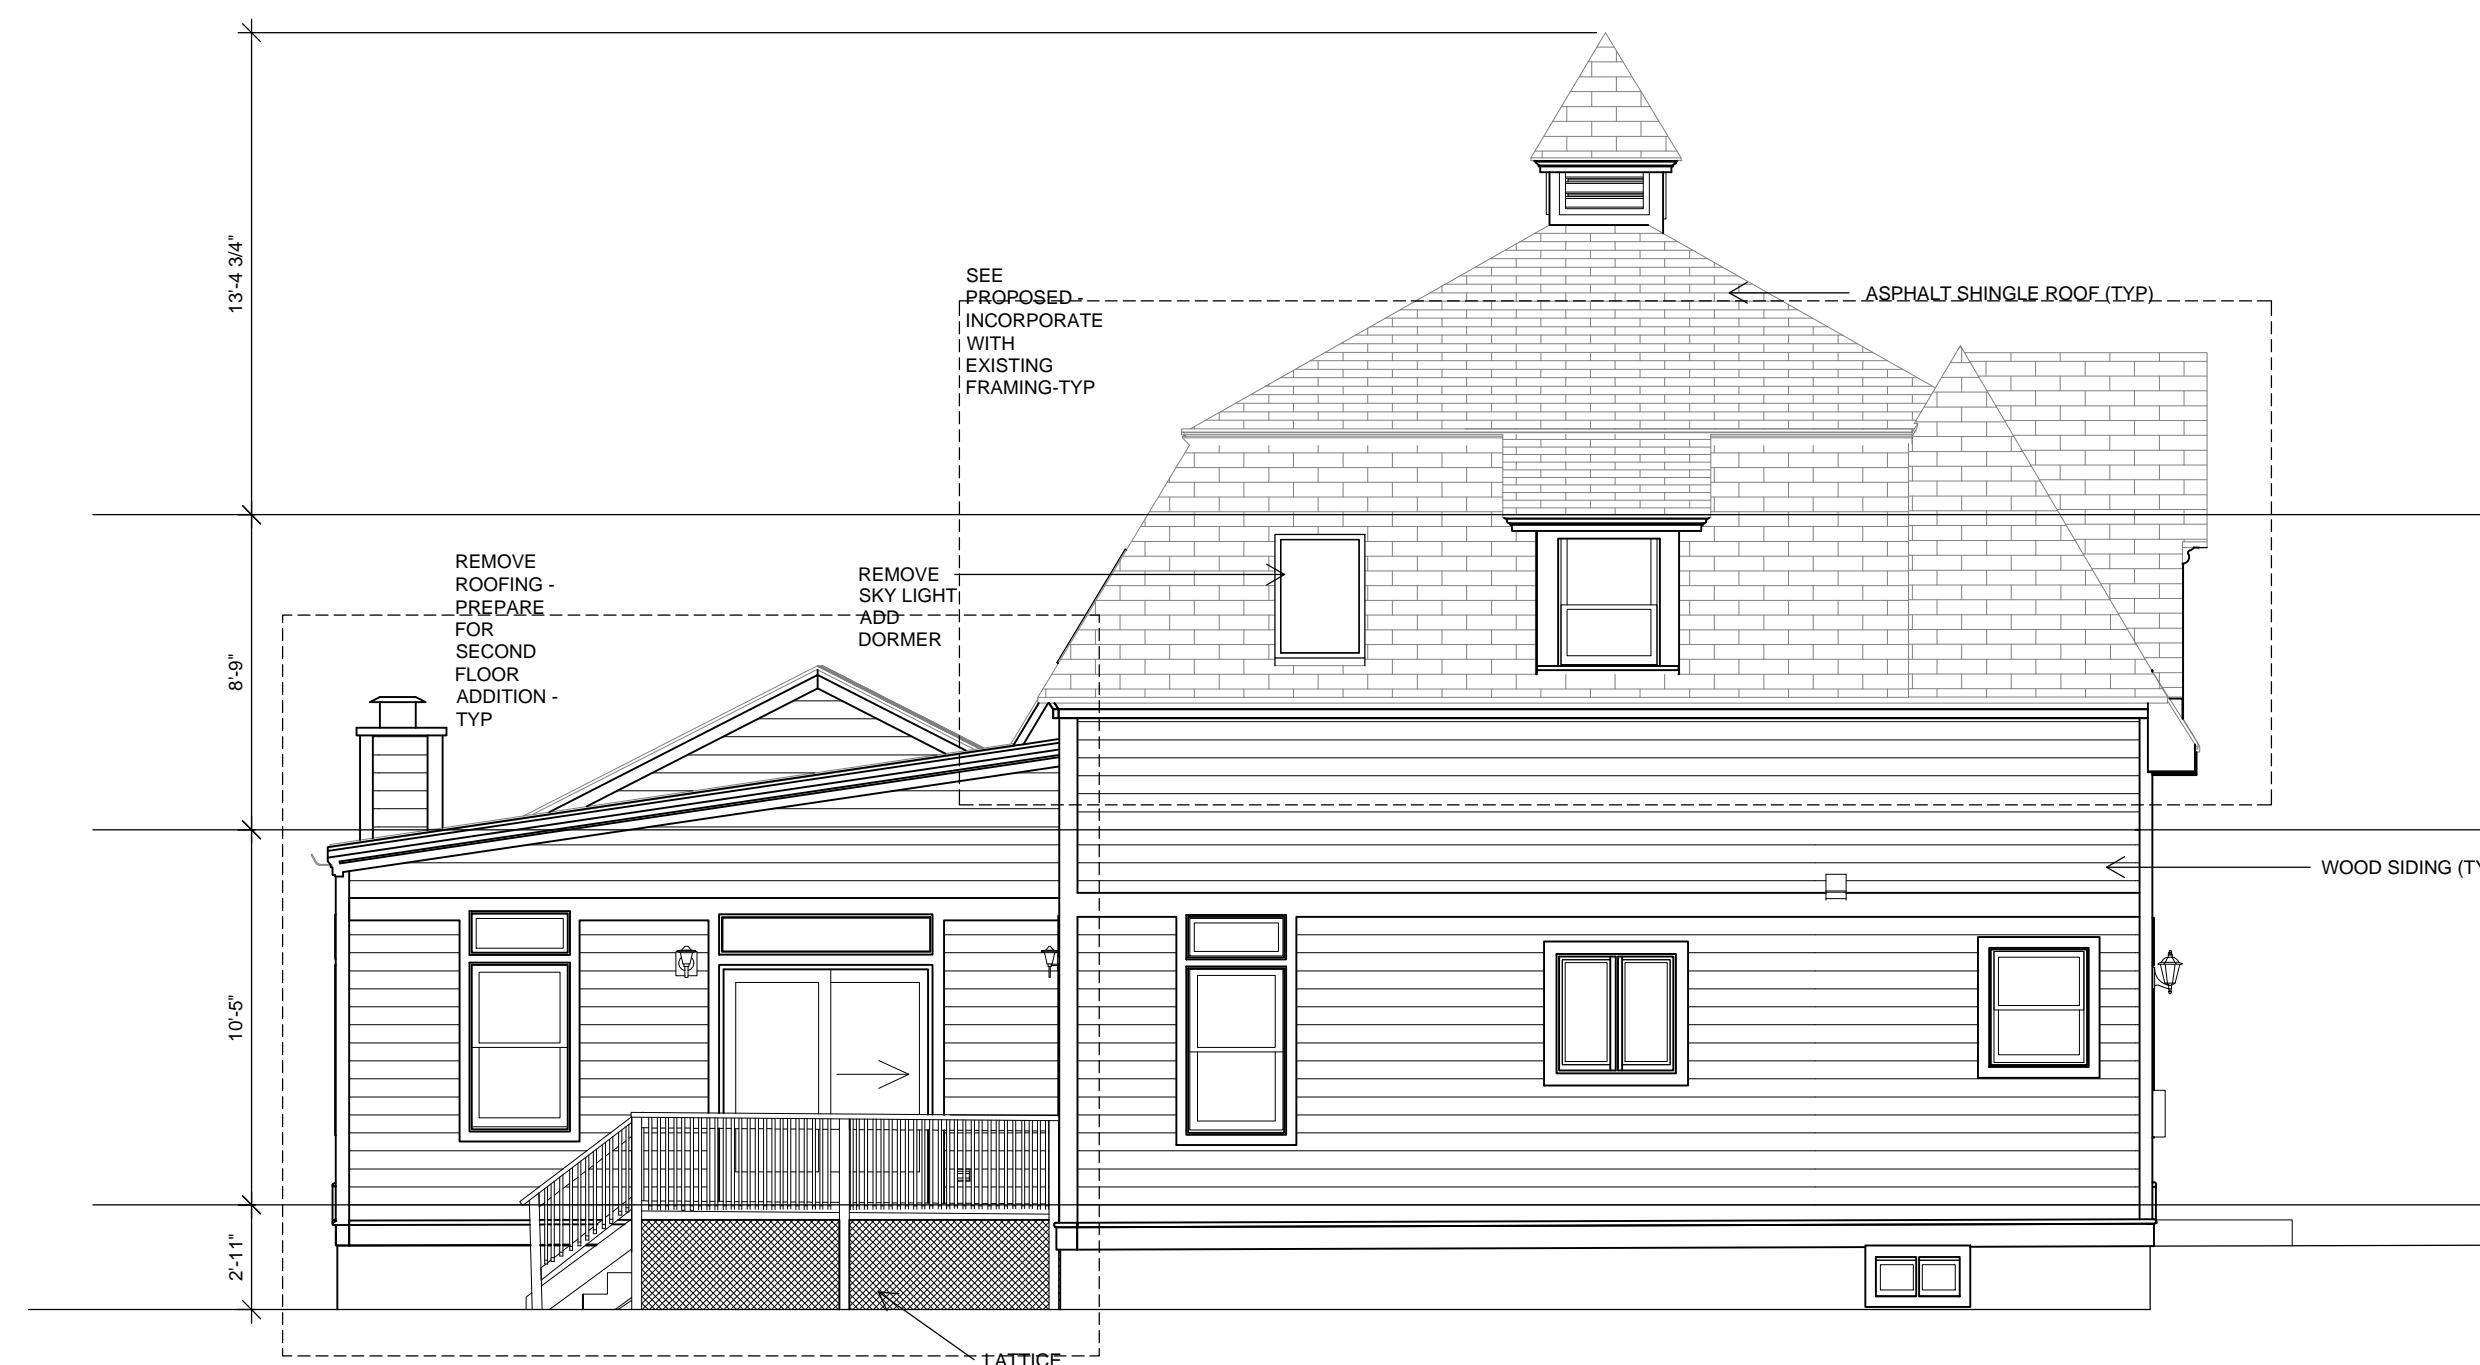 13'-4 3/4"
8'-9"
10'-5"
2'-11"
SEE
PROPOSED -
INCORPORATE
WITH
EXISTING
FRAMING-TYP
ASPHALT SHINGLE ROOF (TYP)
REMOVE
ROOFING -
PREPARE
FOR
SECOND
FLOOR
ADDITION -
TYP
REMOVE
SKY LIGHT
ADD
DORMER
WOOD SIDING (TY
LATTICE